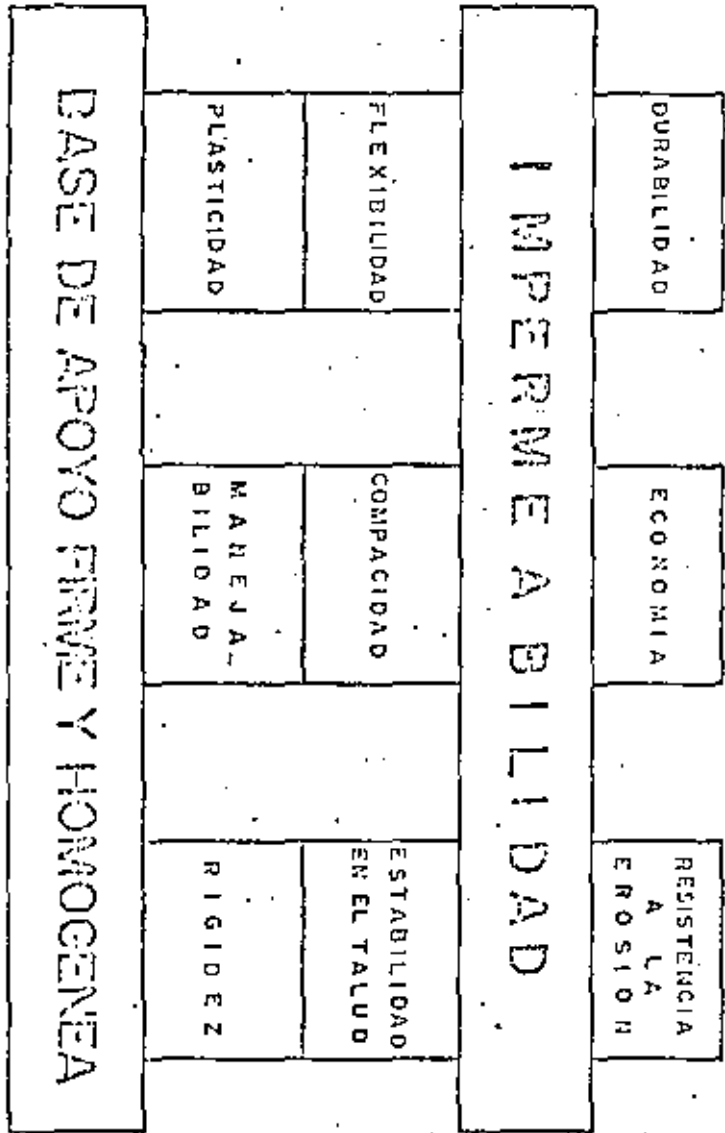 DURABILIDAD
ECONOMIA
RESISTENCIA
A LA
EROSION
IMPERMEABILIDAD
FLEXIBILIDAD
COMPACIDAD
ESTABILIDAD
EN EL TALUD
PLASTICIDAD
MANEJA-
BILIDAD
RIGIDEZ
BASE DE APOYO FIRME Y HOMOGENEA